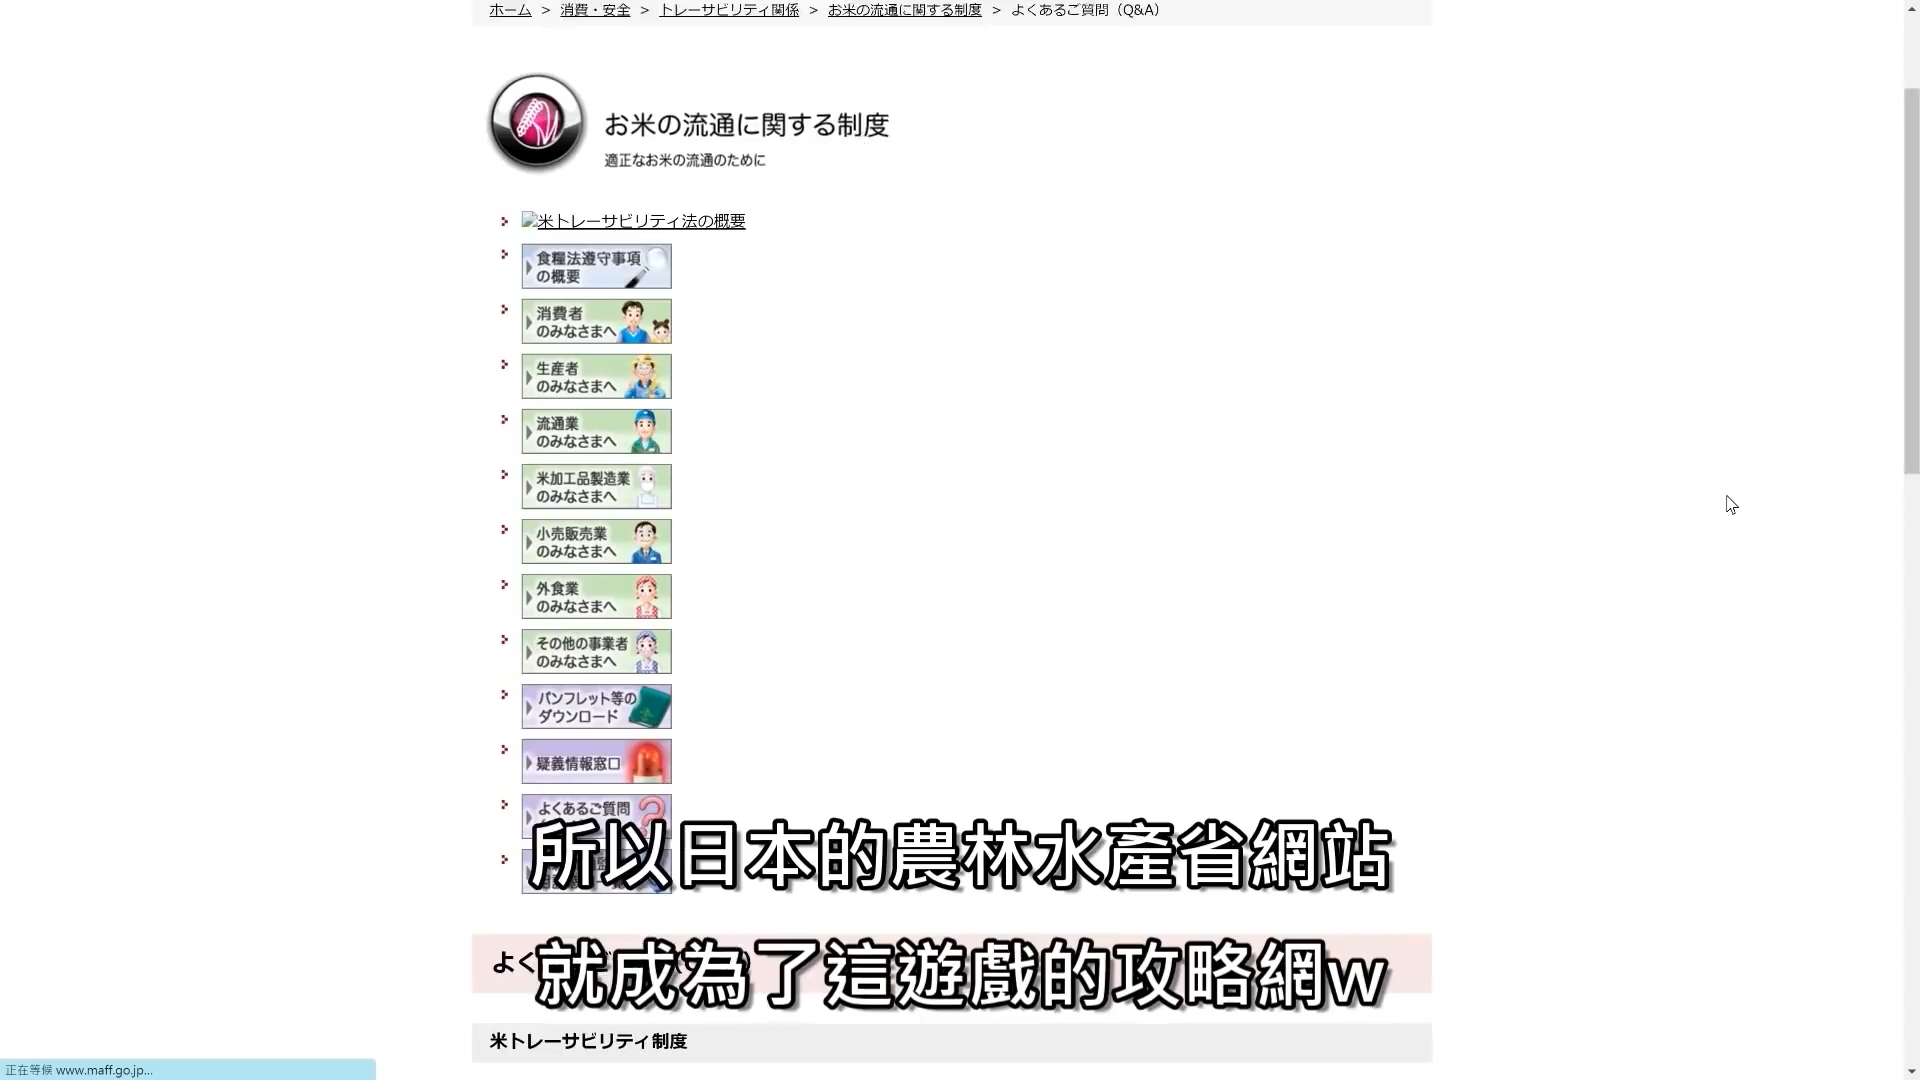 ホーム > 消費・安全 > トレーサビリティ関係 > お米の流通に関する制度 > よくあるご質問（Q&A）
お米の流通に関する制度
適正なお米の流通のために
米トレーサビリティ法の概要
食糧法遵守事項
の概要
消費者
のみなさまへ
生産者
のみなさまへ
流通業
のみなさまへ
米加工品製造業
のみなさまへ
小売販売業
のみなさまへ
外食業
のみなさまへ
その他の事業者
のみなさまへ
パンフレット等の
ダウンロード
疑義情報窓口
よくあるご質問
所以日本的農林水產省網站
よく
就成為了這遊戲的攻略網w
米トレーサビリティ制度
正在等候 www.maff.go.jp...